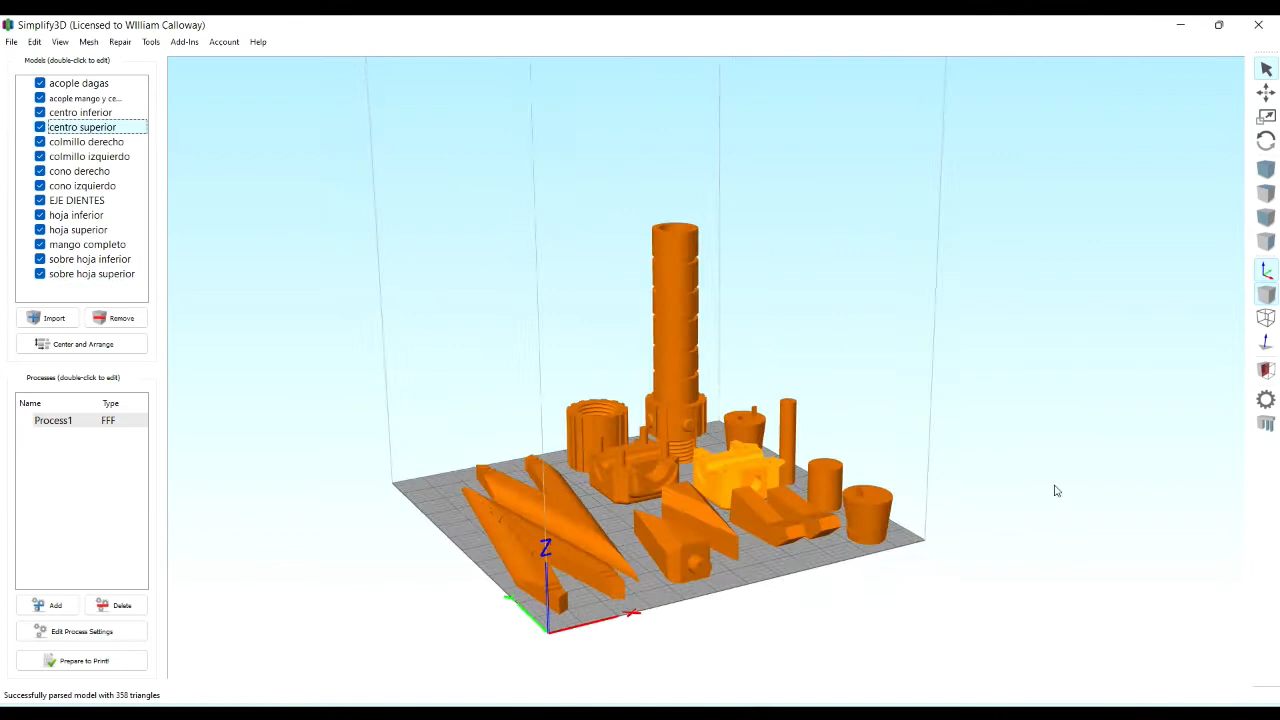 Simplify3D (Licensed to WIlliam Calloway)
File Edit View Mesh Repair Tools Add-Ins Account Help
Models (double-click to edit)
acople dagas
acople mango y ce...
centro inferior
centro superior
colmillo derecho
colmillo izquierdo
cono derecho
cono izquierdo
EJE DIENTES
hoja inferior
hoja superior
mango completo
sobre hoja inferior
sobre hoja superior
Import Remove
Center and Arrange
Processes (double-click to edit)
Name Type
Process1 FFF
Add Delete
Edit Process Settings
Prepare to Print!
Z
Successfully parsed model with 358 triangles